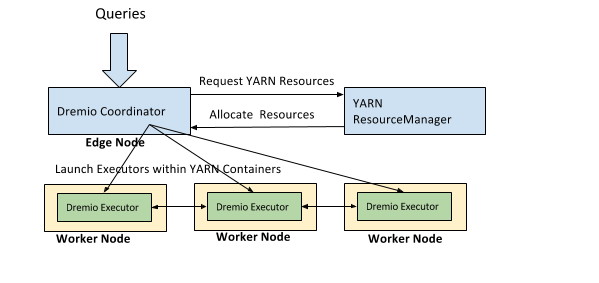 Queries
Request YARN Resources
Dremio Coordinator
YARN
ResourceManager
Allocate Resources
Edge Node
Launch Executors within YARN Containers
Dremio Executor
Dremio Executor
Dremio Executor
Worker Node
Worker Node
Worker Node